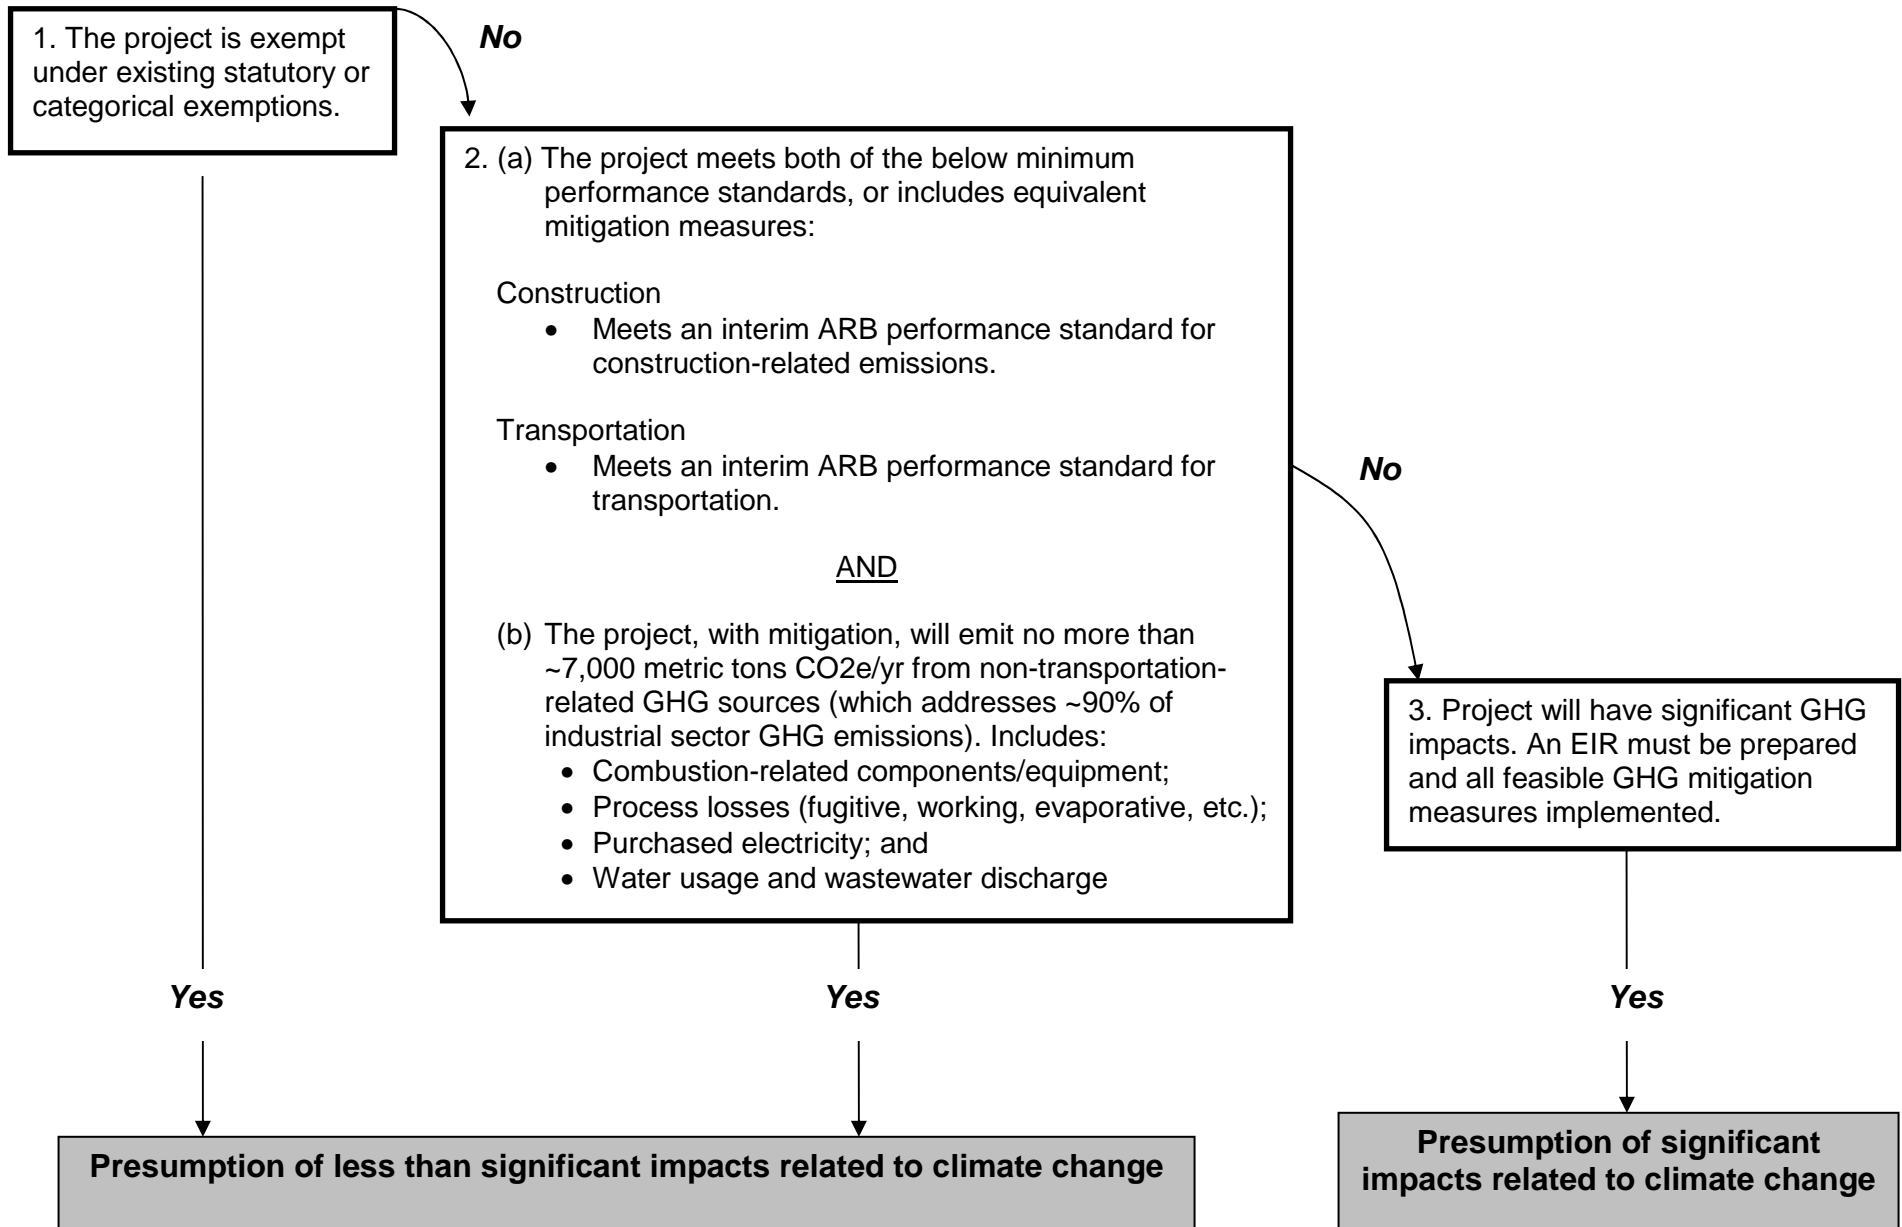 1. The project is exempt
under existing statutory or
categorical exemptions.
No
2. (a) The project meets both of the below minimum
performance standards, or includes equivalent
mitigation measures:
Construction
• Meets an interim ARB performance standard for
construction-related emissions.
Transportation
• Meets an interim ARB performance standard for
transportation.
AND
(b) The project, with mitigation, will emit no more than
~7,000 metric tons CO2e/yr from non-transportation-
related GHG sources (which addresses ~90% of
industrial sector GHG emissions). Includes:
• Combustion-related components/equipment;
• Process losses (fugitive, working, evaporative, etc.);
• Purchased electricity; and
• Water usage and wastewater discharge
No
3. Project will have significant GHG
impacts. An EIR must be prepared
and all feasible GHG mitigation
measures implemented.
Yes
Yes
Yes
Presumption of less than significant impacts related to climate change
Presumption of significant
impacts related to climate change